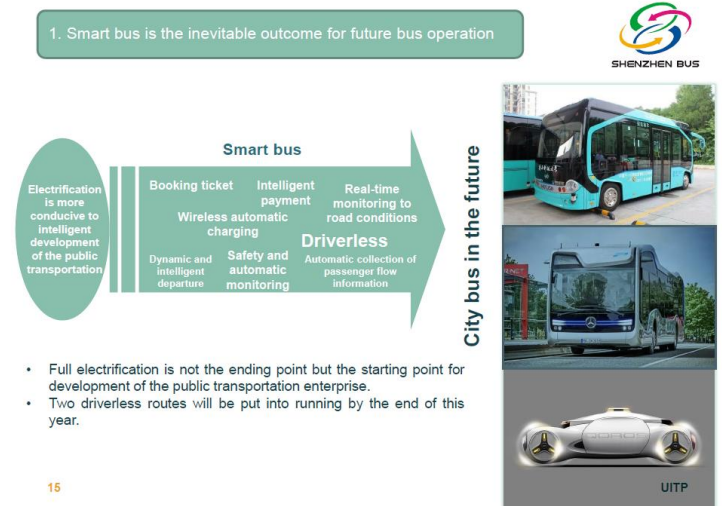 1. Smart bus is the inevitable outcome for future bus operation
SHENZHEN BUS
Electrification
is more
conducive to
intelligent
development
of the public
transportation
Smart bus
Booking ticket
Intelligent
payment
Real-time
monitoring to
road conditions
Wireless automatic
charging
Driverless
Dynamic and
intelligent
departure
Safety and
automatic
monitoring
Automatic collection of
passenger flow
information
City bus in the future
• Full electrification is not the ending point but the starting point for
development of the public transportation enterprise.
• Two driverless routes will be put into running by the end of this
year.
15
UITP